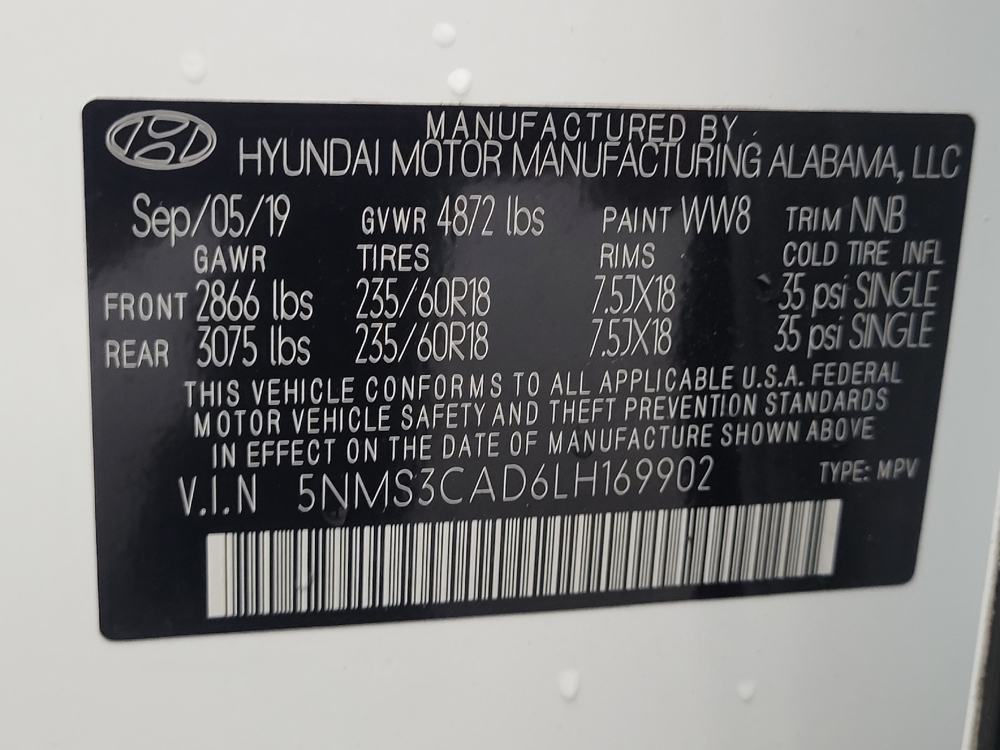 MANUFACTURED BY
HYUNDAI MOTOR MANUFACTURING ALABAMA, LLC
Sep/05/19 GVWR 4872 lbs PAINT WW8 TRIM NNB
GAWR TIRES RIMS COLD TIRE INFL
FRONT 2866 lbs 235/60R18 7.5JX18 35 psi SINGLE
REAR 3075 lbs 235/60R18 7.5JX18 35 psi SINGLE
THIS VEHICLE CONFORMS TO ALL APPLICABLE U.S.A. FEDERAL
MOTOR VEHICLE SAFETY AND THEFT PREVENTION STANDARDS
IN EFFECT ON THE DATE OF MANUFACTURE SHOWN ABOVE
V.I.N 5NMS3CAD6LH169902 TYPE: MPV